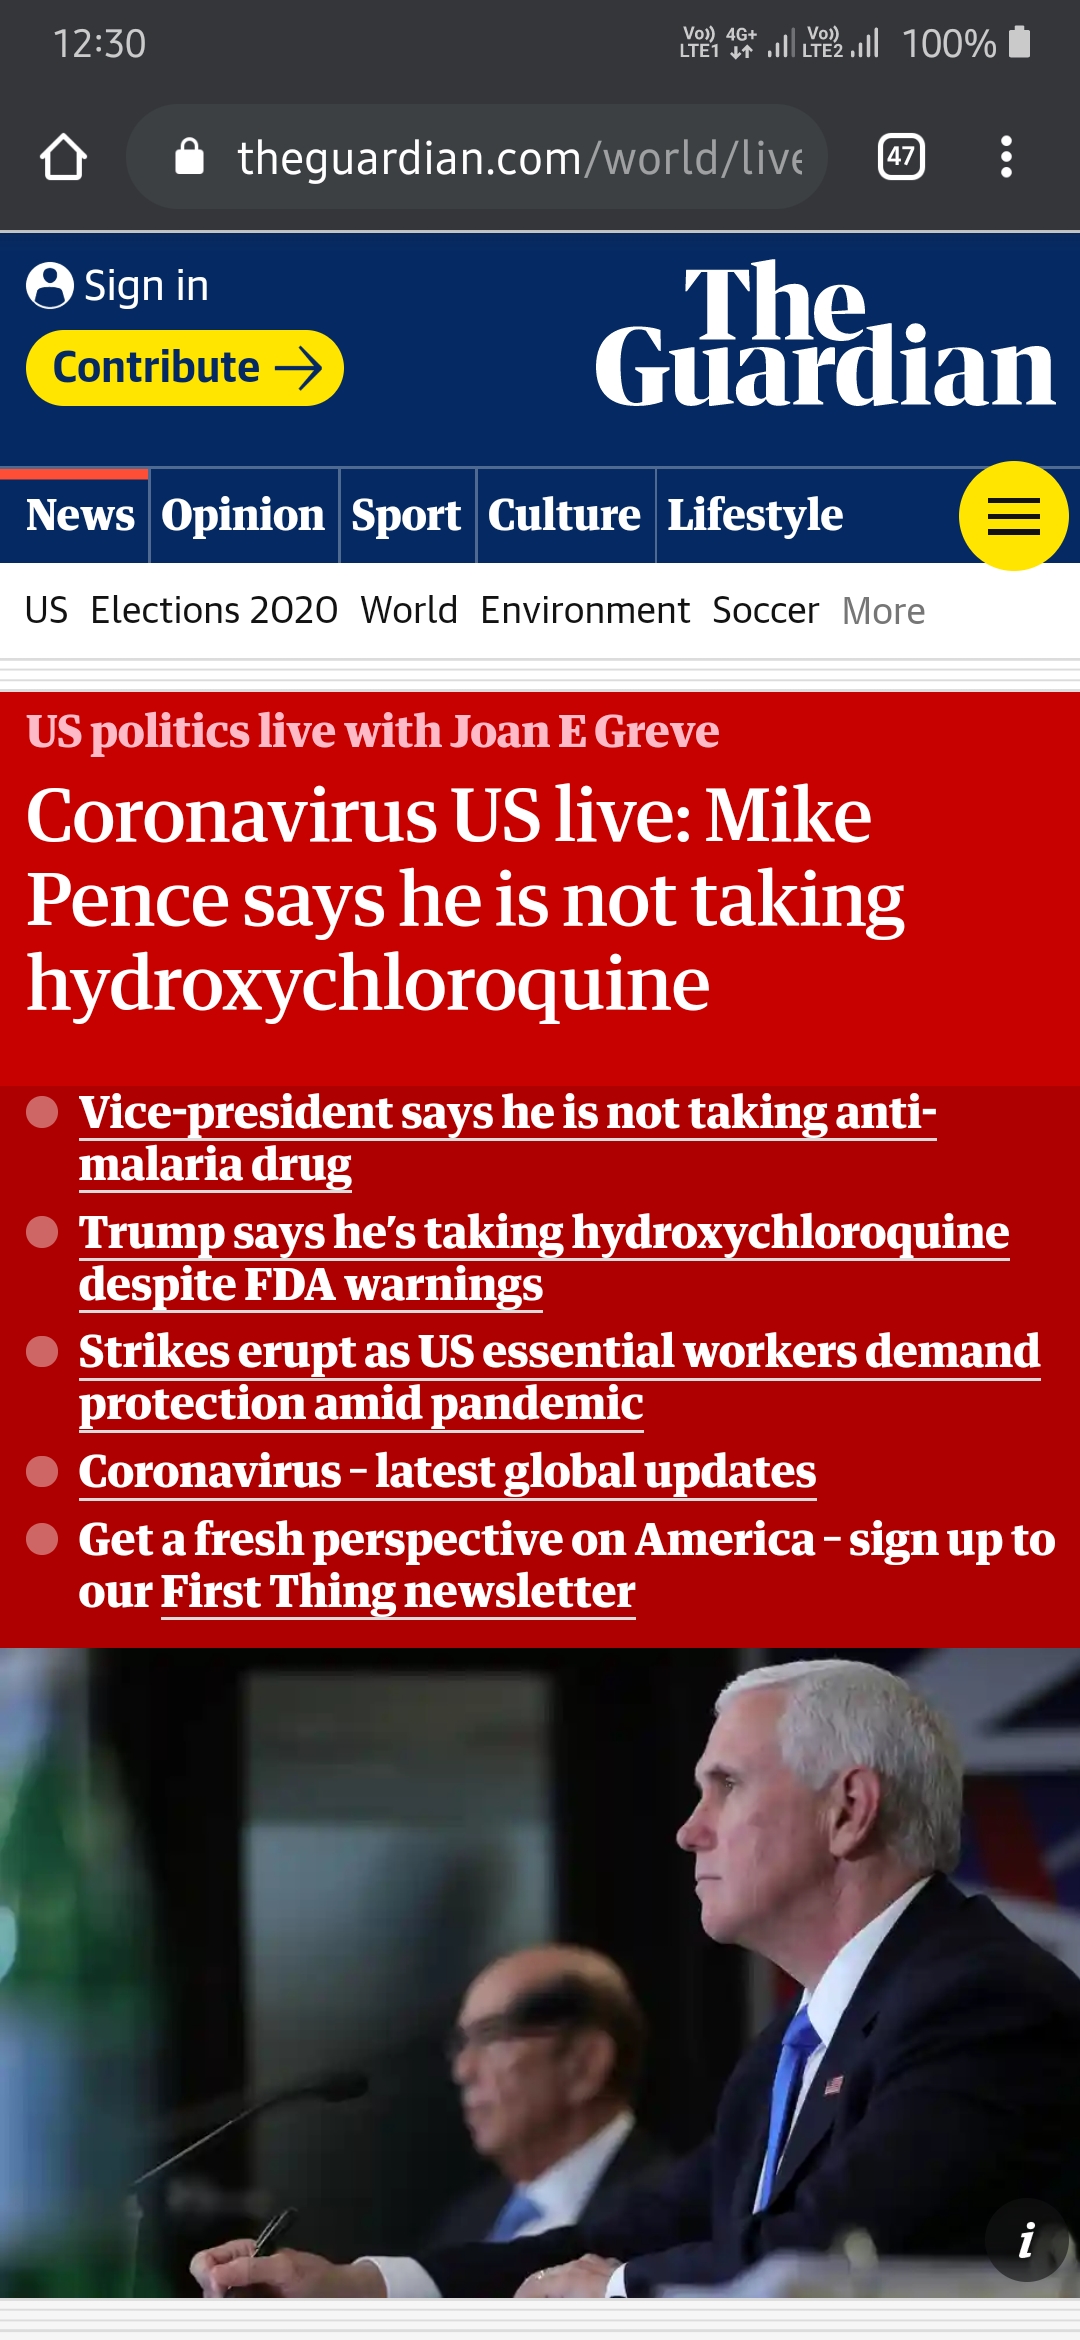 12:30
Vo)) LTE1 4G+ Vo)) LTE2 100%
theguardian.com/world/live
47
Sign in
Contribute
The
Guardian
News Opinion Sport Culture Lifestyle
US Elections 2020 World Environment Soccer More
US politics live with Joan E Greve
Coronavirus US live: Mike
Pence says he is not taking
hydroxychloroquine
Vice-president says he is not taking anti-
malaria drug
Trump says he’s taking hydroxychloroquine
despite FDA warnings
Strikes erupt as US essential workers demand
protection amid pandemic
Coronavirus – latest global updates
Get a fresh perspective on America – sign up to
our First Thing newsletter
i